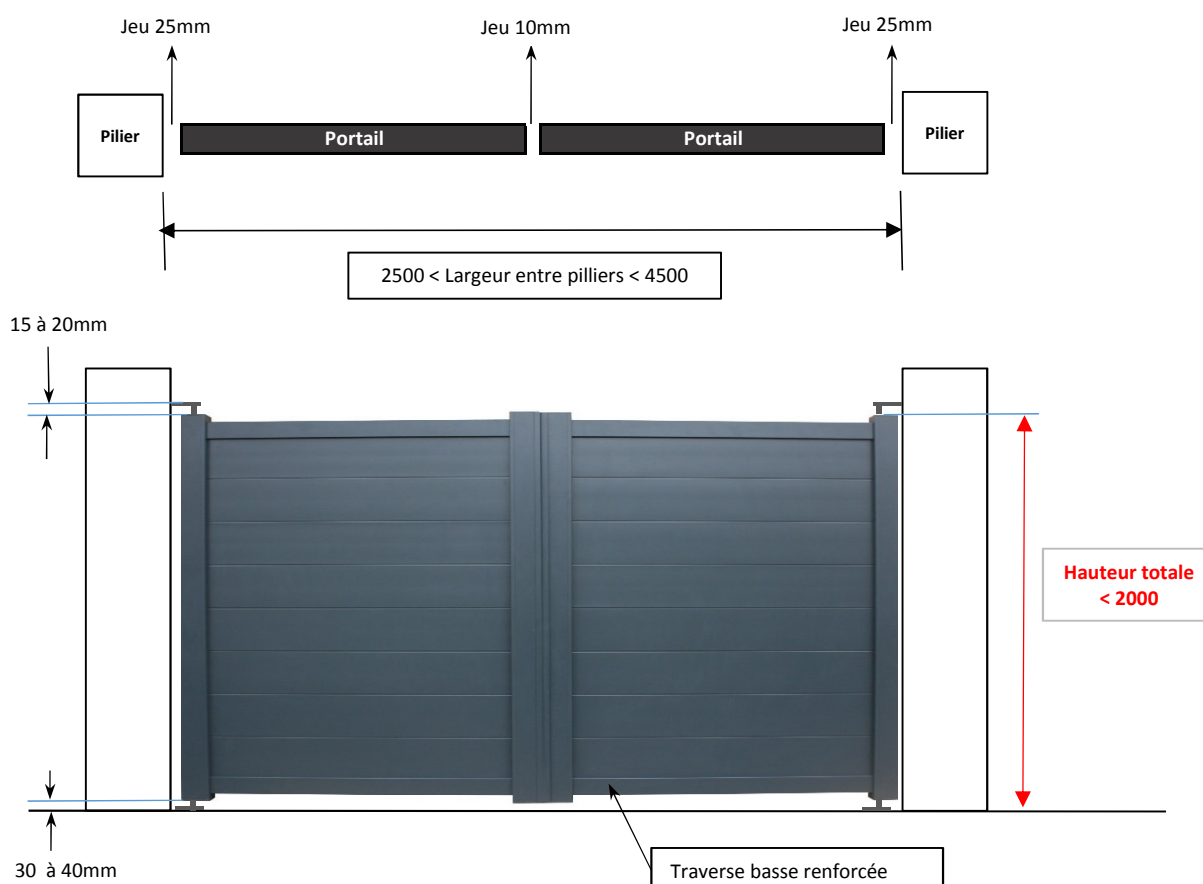 Jeu 25mm
Jeu 10mm
Jeu 25mm
Pilier
Portail
Portail
Pilier
2500 < Largeur entre pilliers < 4500
15 à 20mm
Hauteur totale
< 2000
30 à 40mm
Traverse basse renforcée